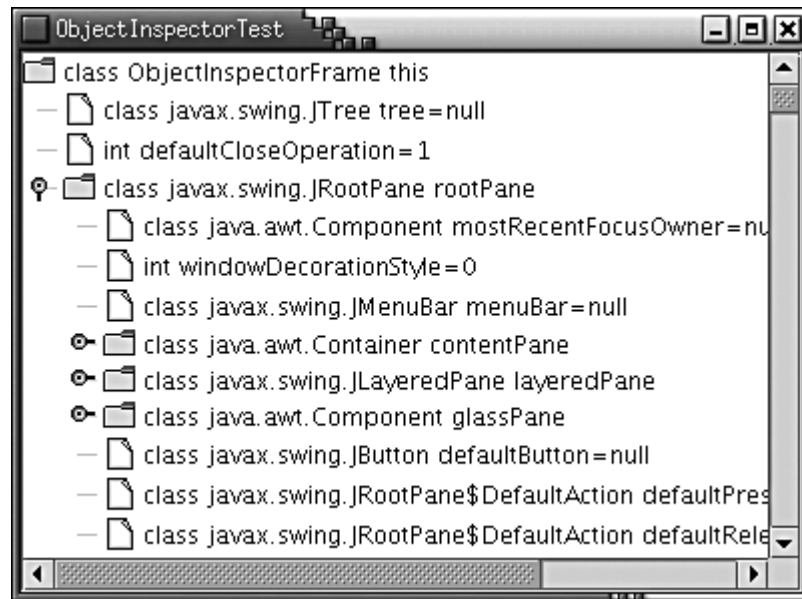 ObjectInspectorTest
class ObjectInspectorFrame this
class javax.swing.JTree tree=null
int defaultCloseOperation=1
class javax.swing.JRootPane rootPane
class java.awt.Component mostRecentFocusOwner=nu
int windowDecorationStyle=0
class javax.swing.JMenuBar menuBar=null
class java.awt.Container contentPane
class javax.swing.JLayeredPane layeredPane
class java.awt.Component glassPane
class javax.swing.JButton defaultButton=null
class javax.swing.JRootPane$DefaultAction defaultPres
class javax.swing.JRootPane$DefaultAction defaultRele